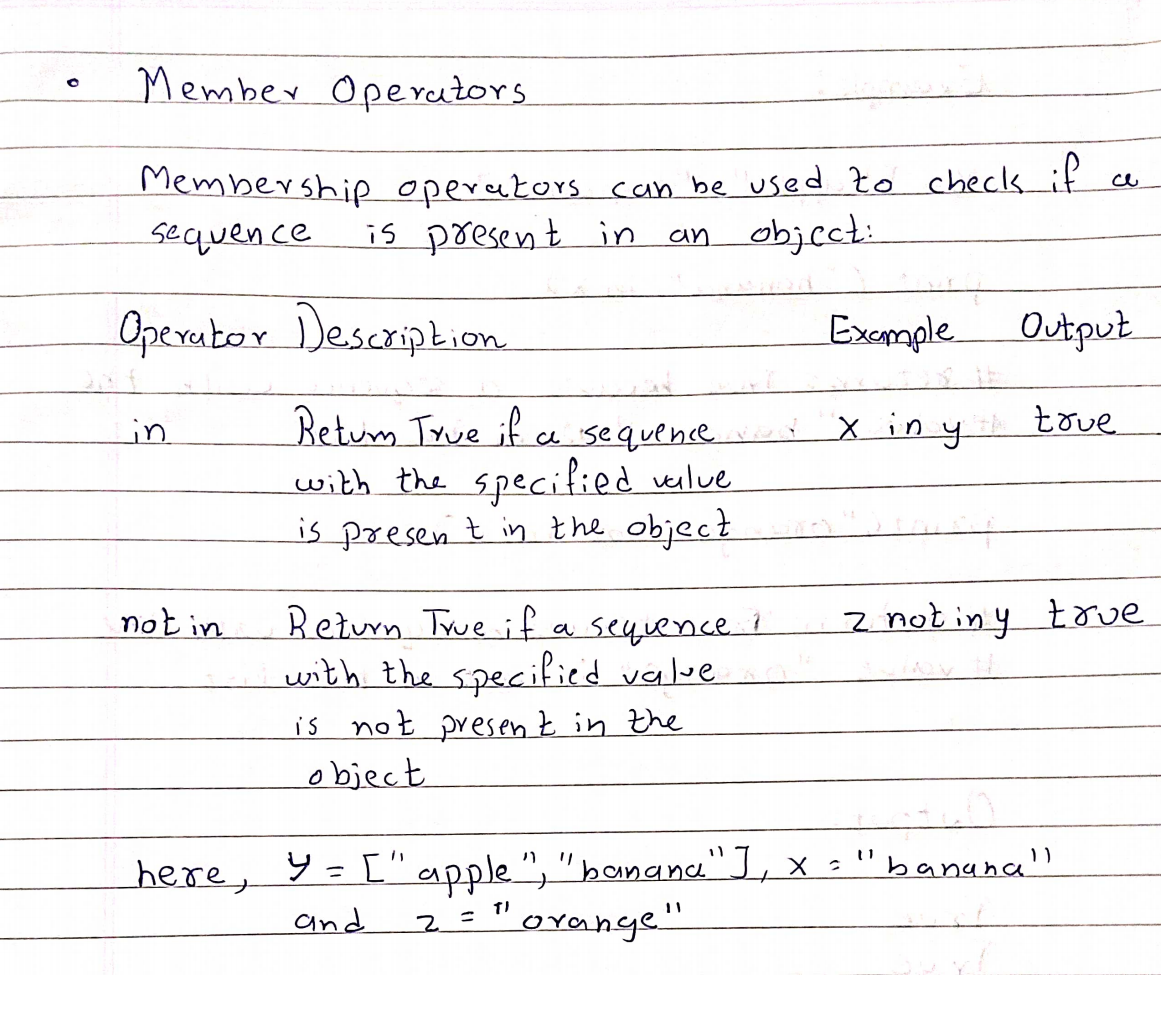 • Member Operators
Membership operators can be used to check if a
sequence is present in an object:
Operator Description Example Output
in Return True if a sequence x in y true
with the specified value
is present in the object
not in Return True if a sequence z not in y true
with the specified value
is not present in the
object
here, y = ["apple", "banana"], x = "banana"
and z = "orange"